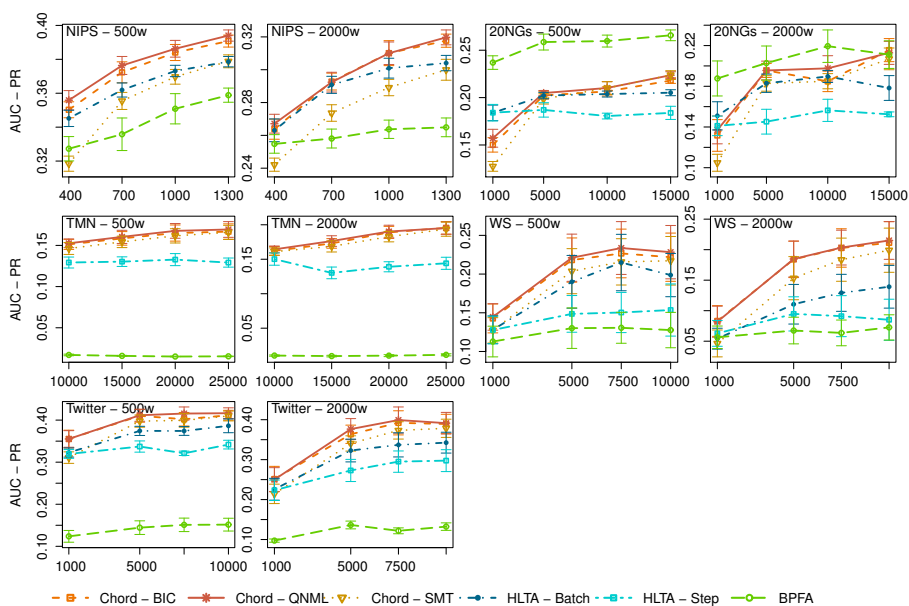 NIPS − 500w
NIPS − 2000w
20NGs − 500w
20NGs − 2000w
AUC − PR
0.32 0.36 0.40
0.24 0.28 0.32
0.15 0.20 0.25
0.10 0.14 0.18 0.22
400 700 1000 1300
400 700 1000 1300
1000 5000 10000 15000
1000 5000 10000 15000
TMN − 500w
TMN − 2000w
WS − 500w
WS − 2000w
AUC − PR
0.05 0.15
0.05 0.15
0.10 0.15 0.20 0.25
0.05 0.15 0.25
10000 15000 20000 25000
10000 15000 20000 25000
1000 5000 7500 10000
1000 5000 7500
Twitter − 500w
Twitter − 2000w
AUC − PR
0.10 0.20 0.30 0.40
0.10 0.20 0.30 0.40
1000 5000 10000
1000 5000 7500
Chord − BIC Chord − QNML Chord − SMT HLTA − Batch HLTA − Step BPFA